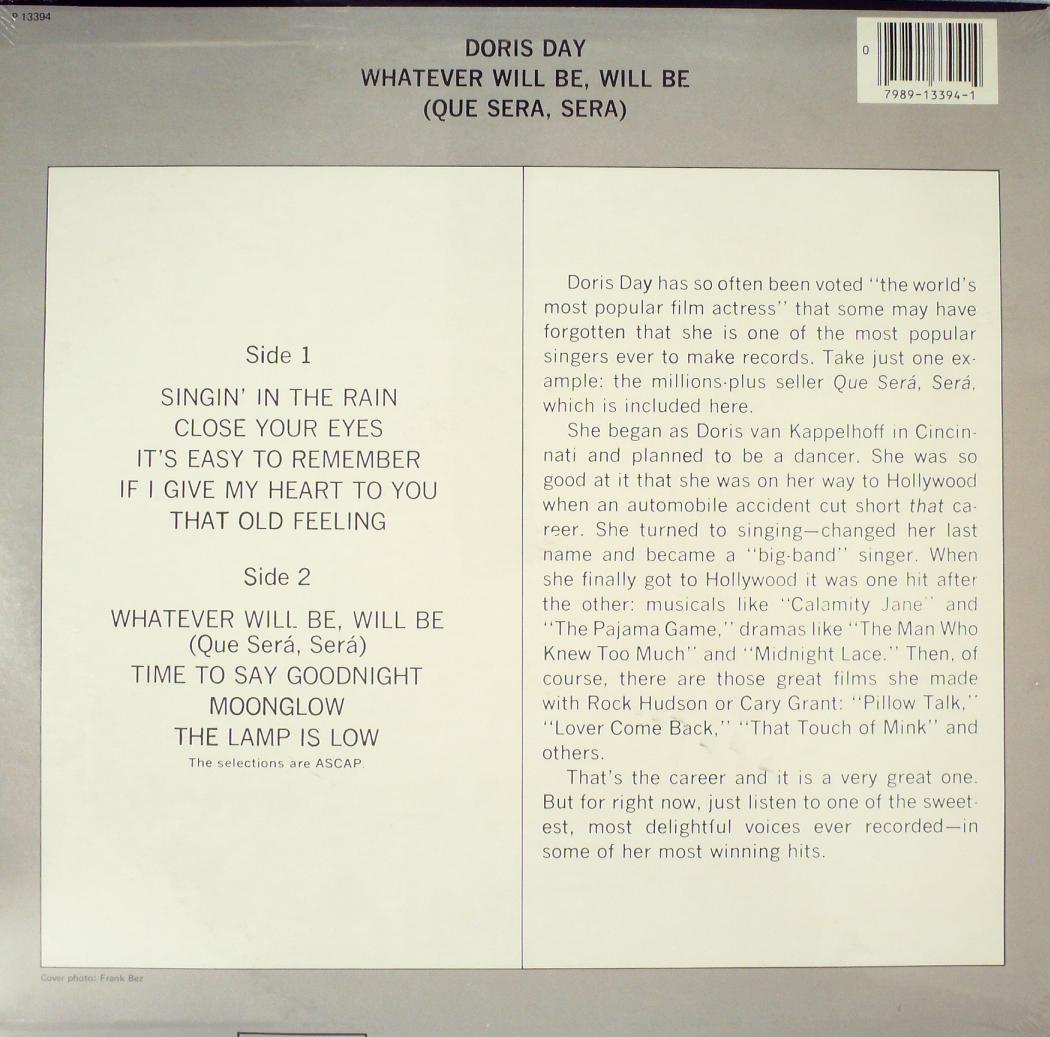 P 13394
DORIS DAY
WHATEVER WILL BE, WILL BE
(QUE SERA, SERA)
0
7989-13394-1
Side 1
SINGIN' IN THE RAIN
CLOSE YOUR EYES
IT'S EASY TO REMEMBER
IF I GIVE MY HEART TO YOU
THAT OLD FEELING
Side 2
WHATEVER WILL BE, WILL BE
(Que Será, Será)
TIME TO SAY GOODNIGHT
MOONGLOW
THE LAMP IS LOW
The selections are ASCAP.
Doris Day has so often been voted "the world's
most popular film actress" that some may have
forgotten that she is one of the most popular
singers ever to make records. Take just one ex-
ample: the millions-plus seller Que Será, Será,
which is included here.
She began as Doris van Kappelhoff in Cincin-
nati and planned to be a dancer. She was so
good at it that she was on her way to Hollywood
when an automobile accident cut short that ca-
reer. She turned to singing—changed her last
name and became a "big-band" singer. When
she finally got to Hollywood it was one hit after
the other: musicals like "Calamity Jane" and
"The Pajama Game," dramas like "The Man Who
Knew Too Much" and "Midnight Lace." Then, of
course, there are those great films she made
with Rock Hudson or Cary Grant: "Pillow Talk,"
"Lover Come Back," "That Touch of Mink" and
others.
That's the career and it is a very great one.
But for right now, just listen to one of the sweet-
est, most delightful voices ever recorded—in
some of her most winning hits.
Cover photo: Frank Bez